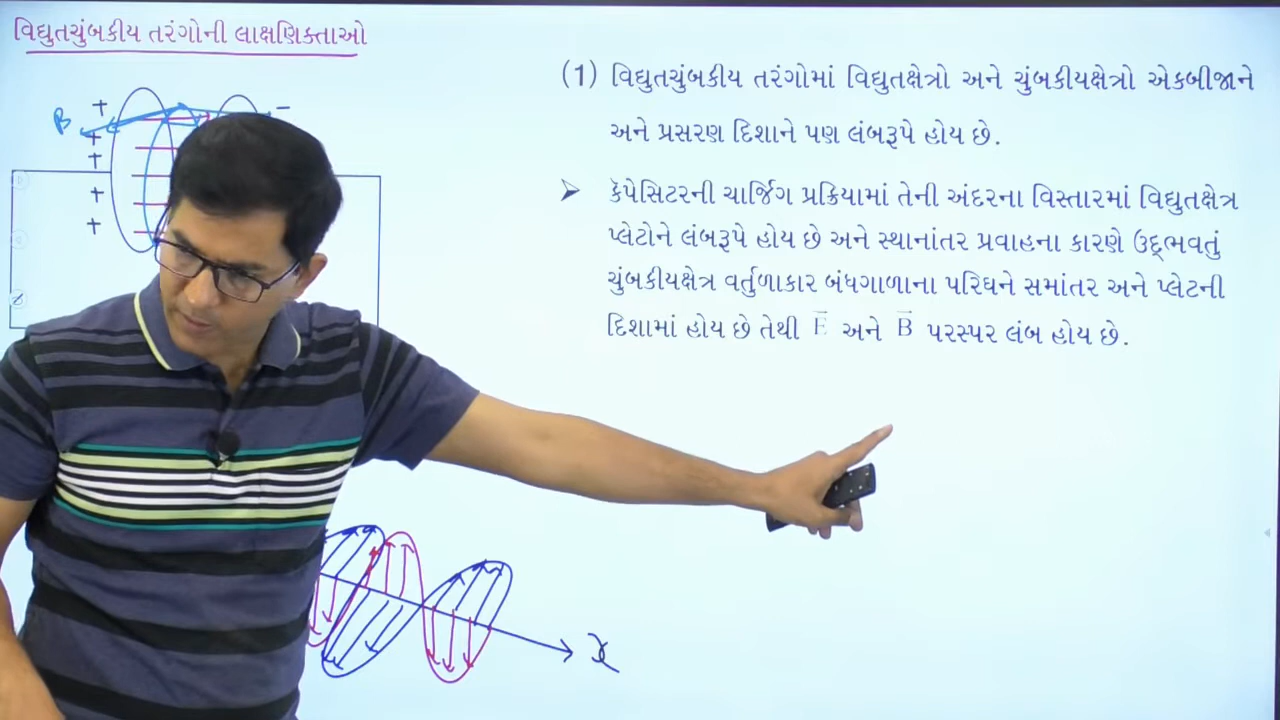 વિદ્યુતચુંબકીય તરંગોની લાક્ષણિક્તાઓ
(1) વિદ્યુતચુંબકીય તરંગોમાં વિદ્યુતક્ષેત્રો અને ચુંબકીયક્ષેત્રો એકબીજાને
અને પ્રસરણ દિશાને પણ લંબરૂપે હોય છે.
➤ કૅપેસિટરની ચાર્જિંગ પ્રક્રિયામાં તેની અંદરના વિસ્તારમાં વિદ્યુતક્ષેત્ર
પ્લેટોને લંબરૂપે હોય છે અને સ્થાનાંતર પ્રવાહના કારણે ઉદ્ભવતું
ચુંબકીયક્ષેત્ર વર્તુળાકાર બંધગાળાના પરિઘને સમાંતર અને પ્લેટની
દિશામાં હોય છે તેથી E⃗ અને B⃗ પરસ્પર લંબ હોય છે.
B + −
+
+
+
+
x